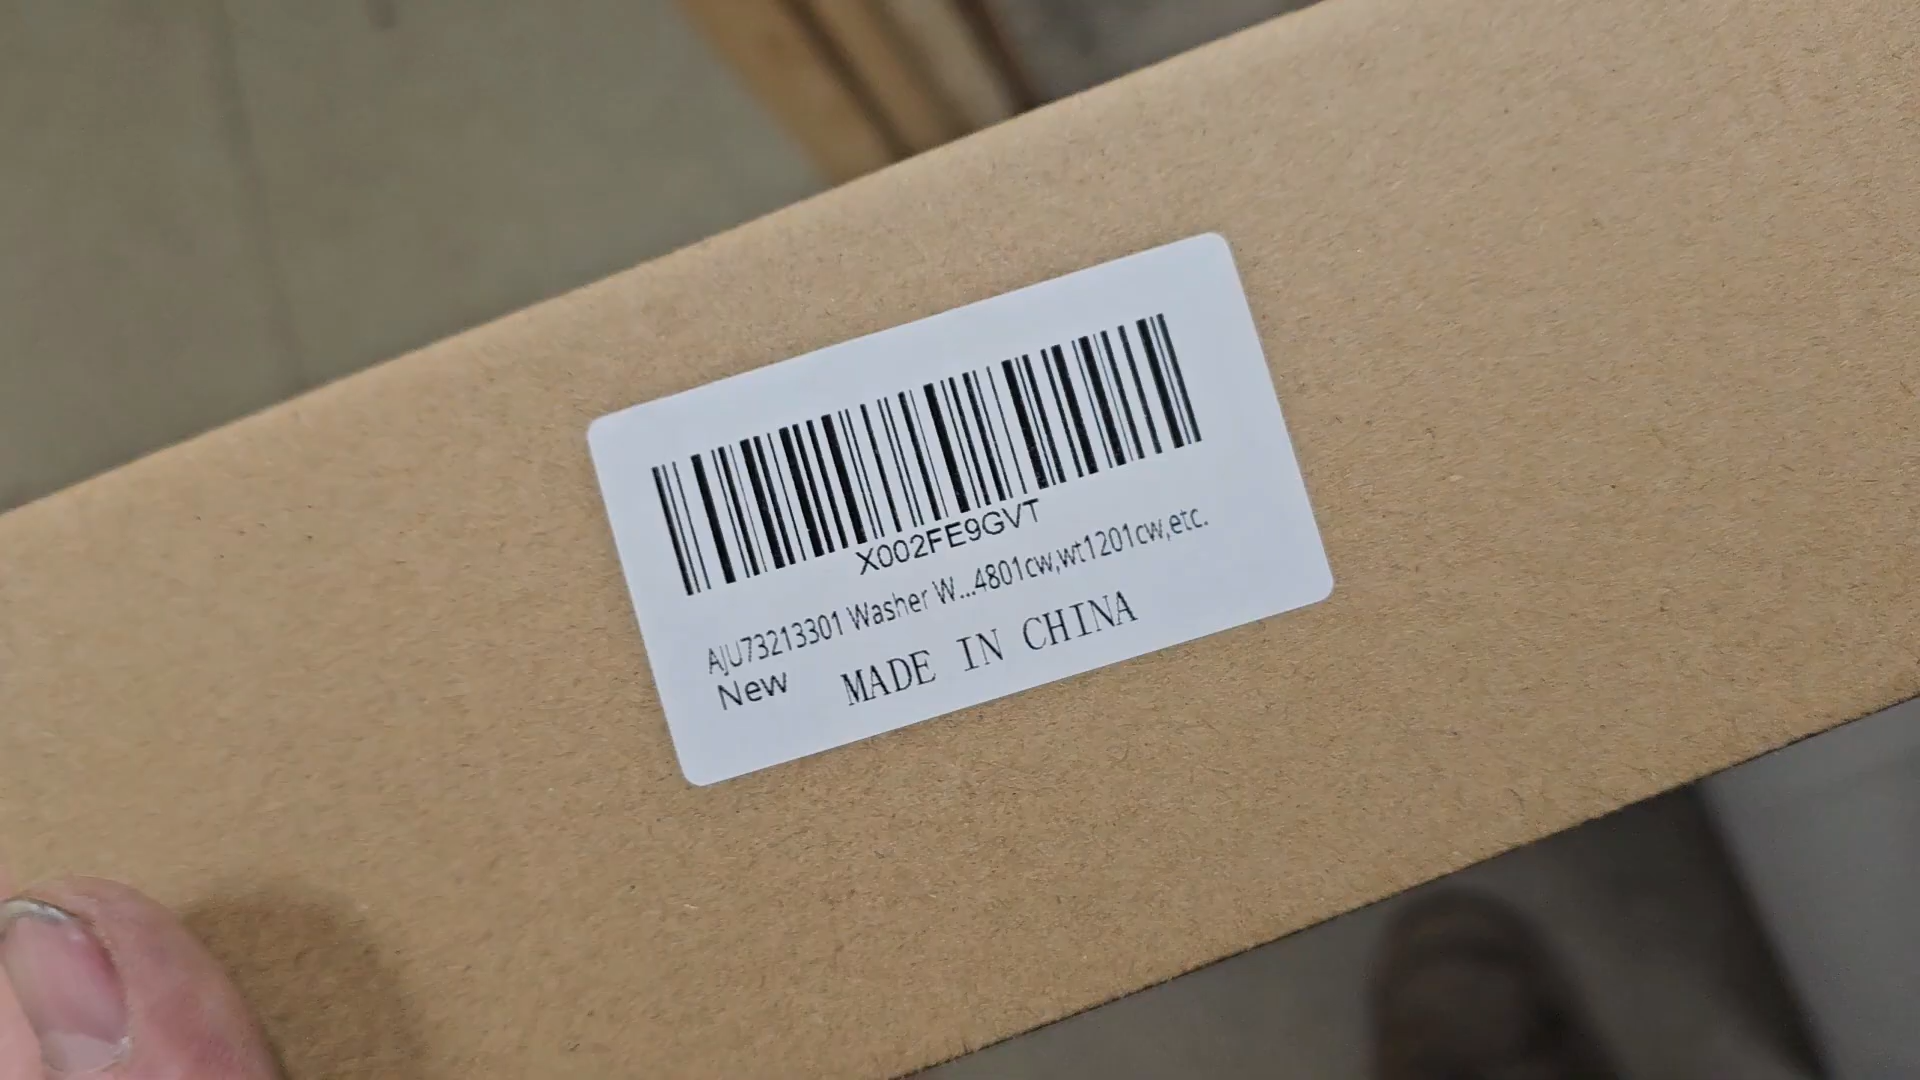 X002FE9GVT
AJU73213301 Washer W...4801cw,wt1201cw,etc.
New MADE IN CHINA